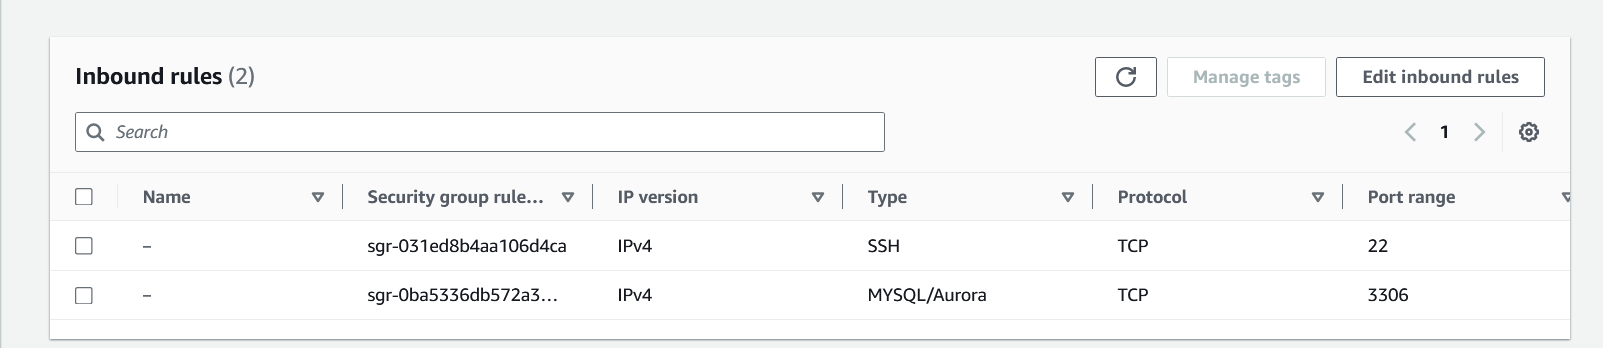 Inbound rules (2)
Manage tags
Edit inbound rules
Search
1
Name Security group rule... IP version Type Protocol Port range
– sgr-031ed8b4aa106d4ca IPv4 SSH TCP 22
– sgr-0ba5336db572a3... IPv4 MYSQL/Aurora TCP 3306